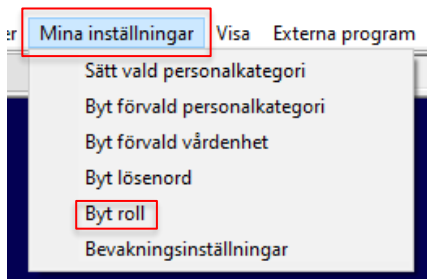 er Mina inställningar Visa Externa program
Sätt vald personalkategori
Byt förvald personalkategori
Byt förvald vårdenhet
Byt lösenord
Byt roll
Bevakningsinställningar